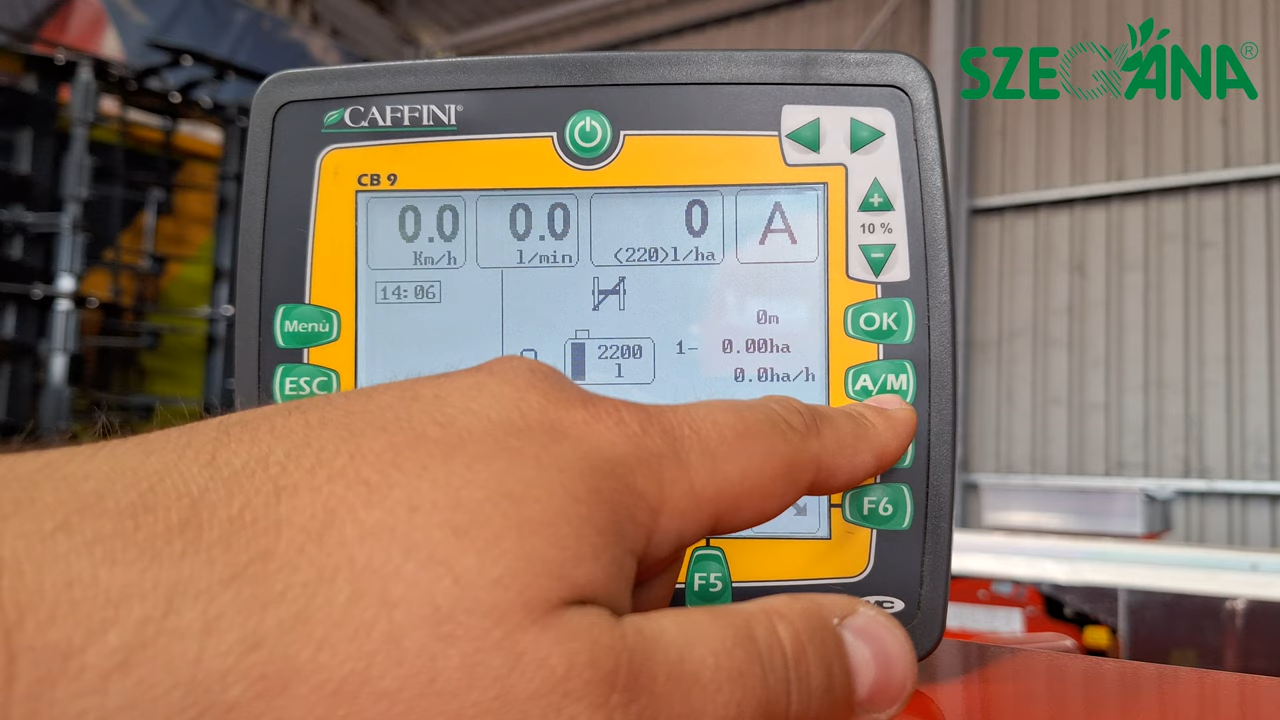 SZEGÁNA®
CAFFINI®
CB 9
0.0
Km/h
0.0
l/min
0
(220)l/ha
A
+
10 %
-
14:06
Menù
ESC
2200
l
0m
1- 0.00ha
0.0ha/h
OK
A/M
F6
F5